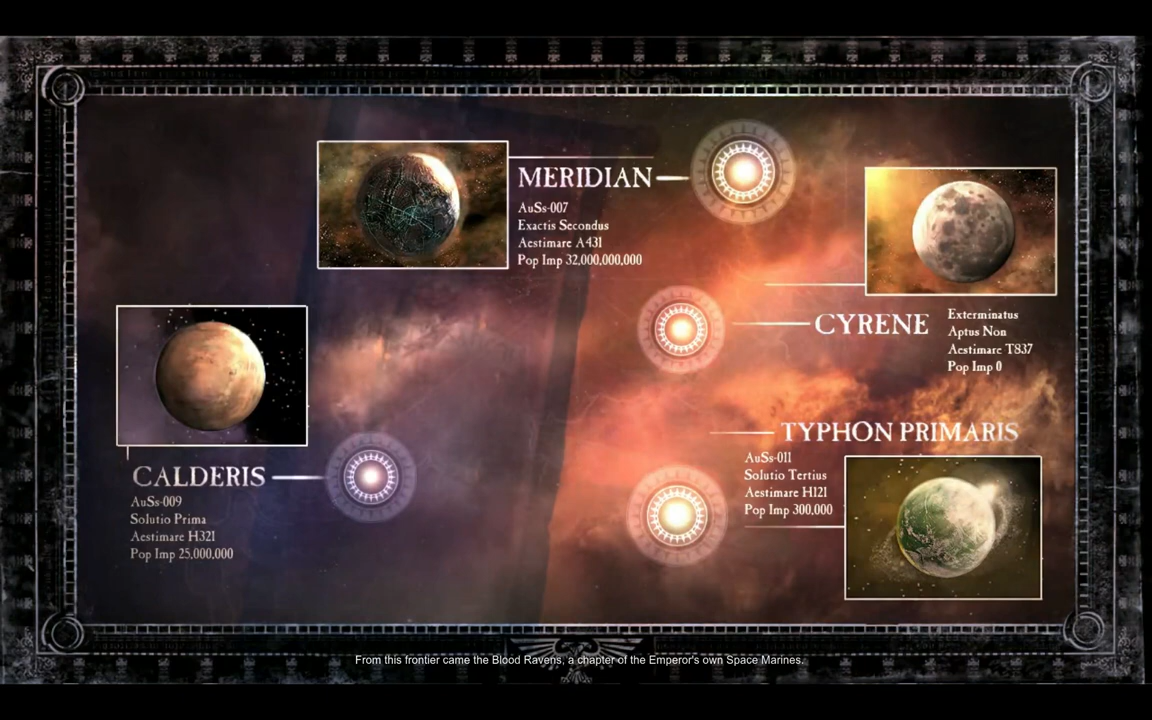 MERIDIAN
AuSs-007
Exactis Secondus
Aestimare A431
Pop Imp 32,000,000,000
CYRENE
Exterminatus
Aptus Non
Aestimare T837
Pop Imp 0
TYPHON PRIMARIS
AuSs-011
Solutio Tertius
Aestimare H121
Pop Imp 300,000
CALDERIS
AuSs-009
Solutio Prima
Aestimare H321
Pop Imp 25,000,000
From this frontier came the Blood Ravens, a chapter of the Emperor's own Space Marines.